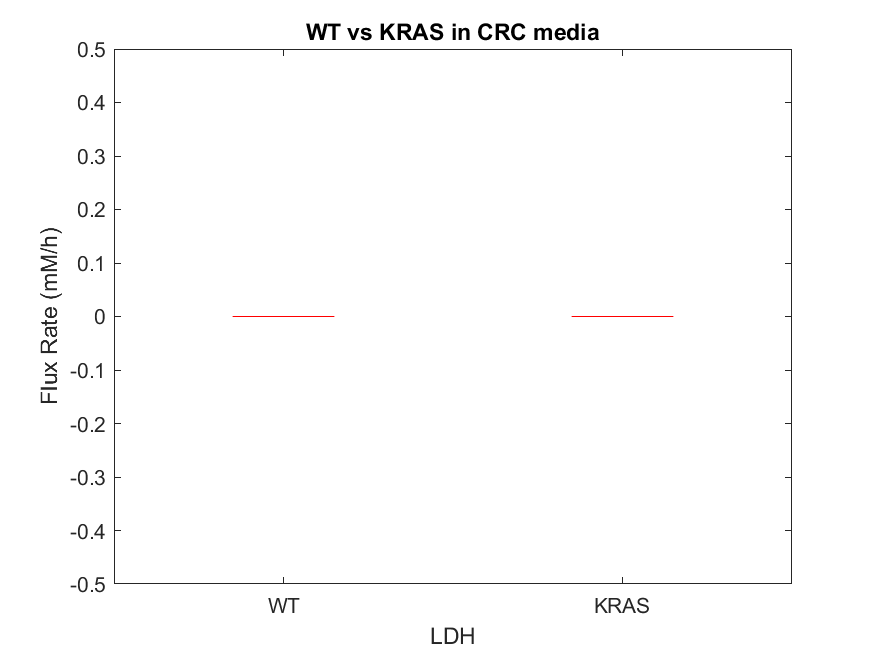 WT vs KRAS in CRC media
0.5
0.4
0.3
0.2
0.1
0
-0.1
-0.2
-0.3
-0.4
-0.5
Flux Rate (mM/h)
WT KRAS
LDH